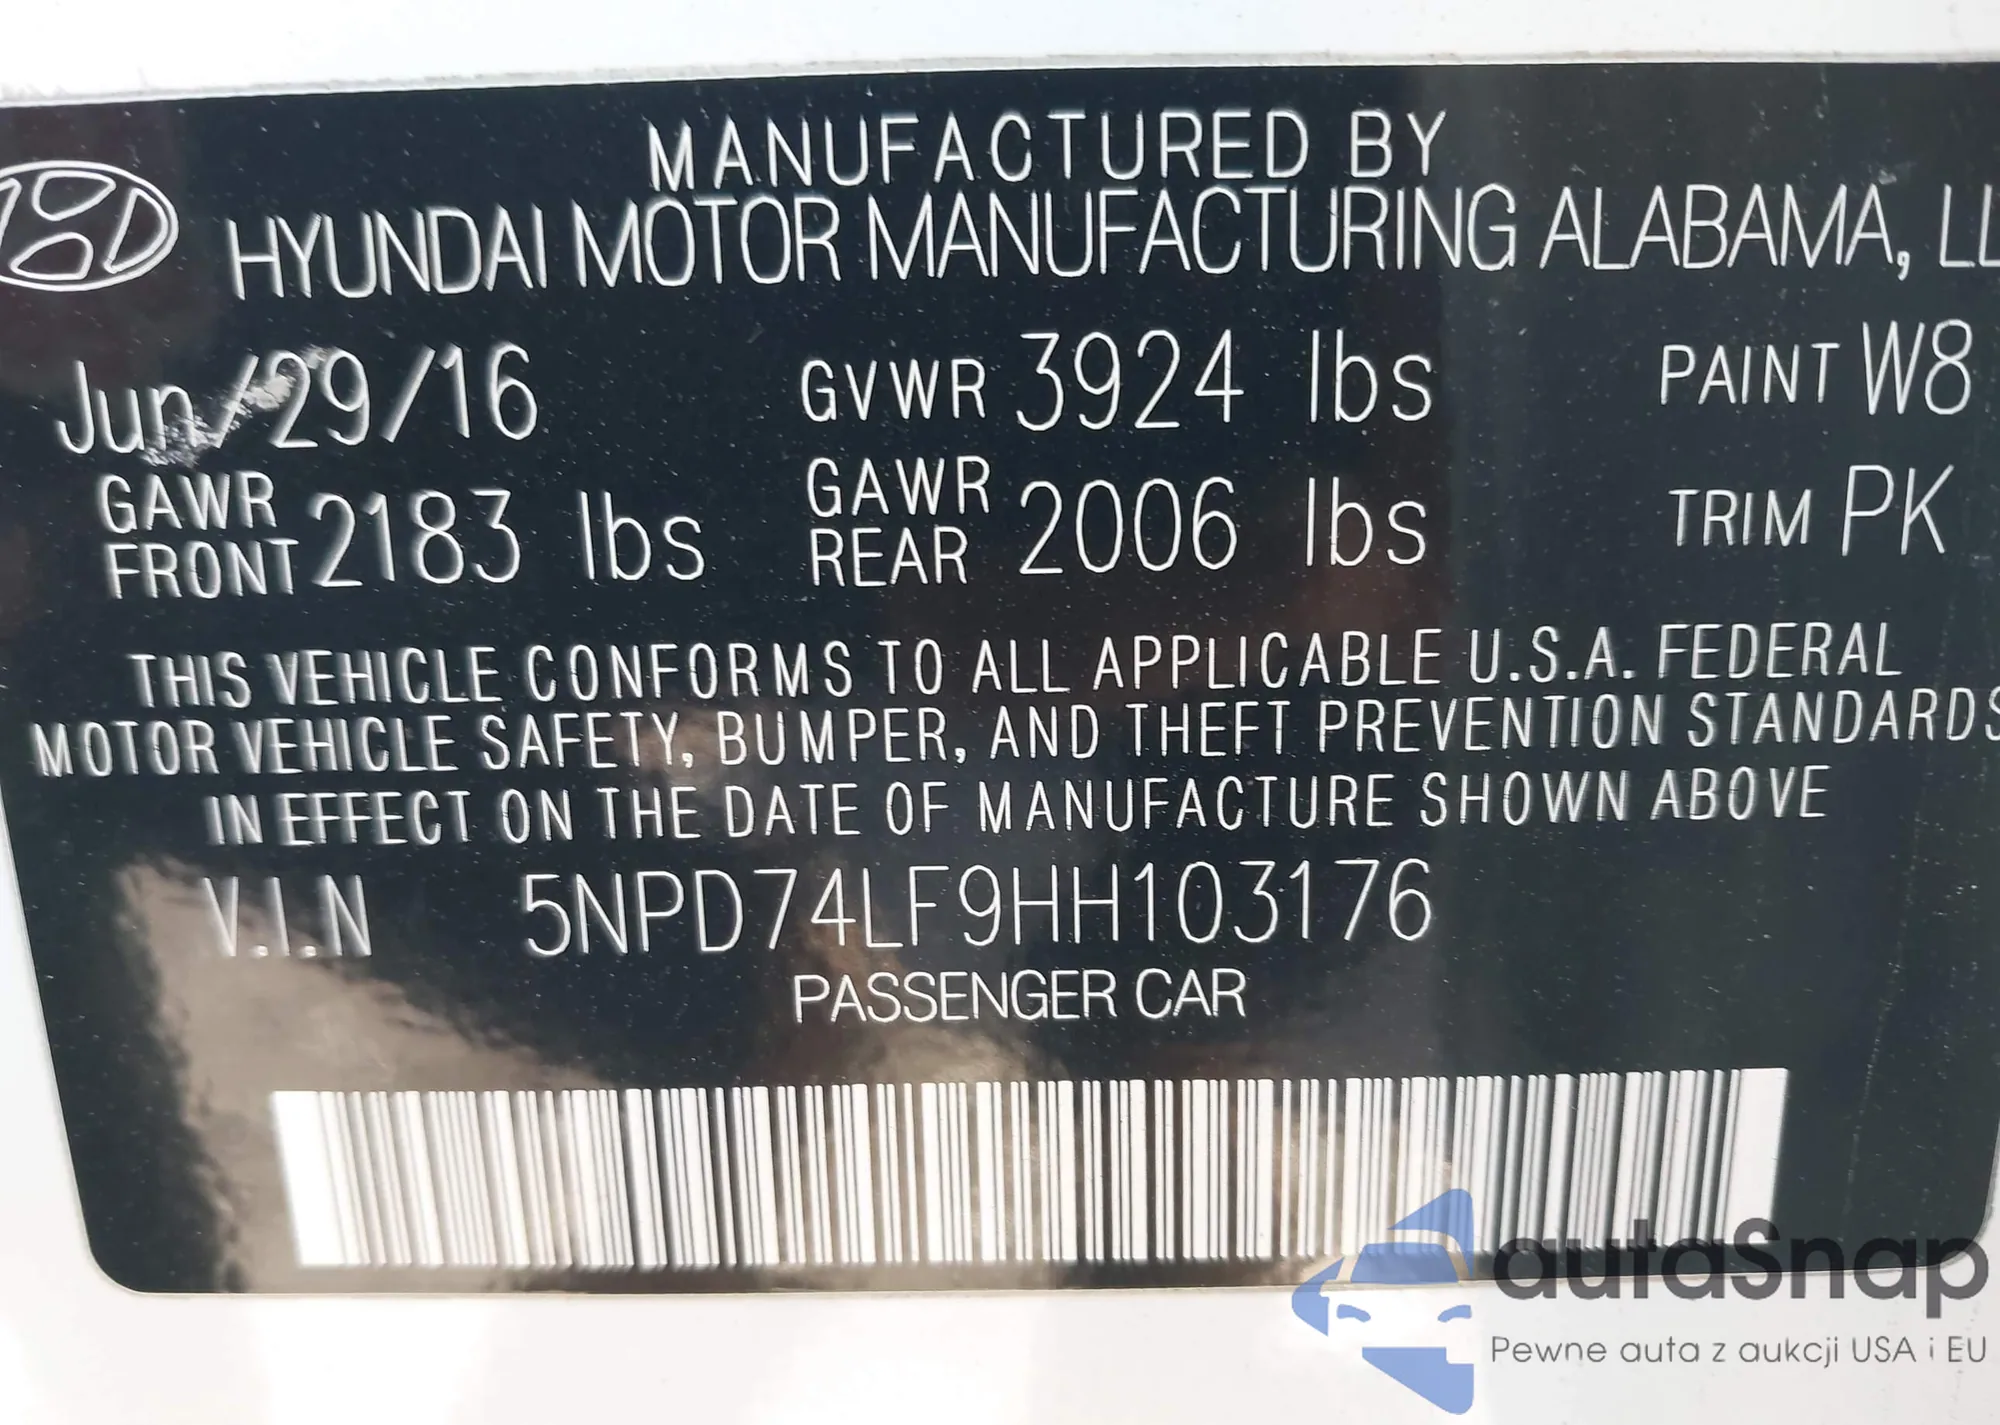 MANUFACTURED BY
HYUNDAI MOTOR MANUFACTURING ALABAMA, LL
Jun/29/16 GVWR 3924 lbs PAINT W8
GAWR FRONT 2183 lbs GAWR REAR 2006 lbs TRIM PK
THIS VEHICLE CONFORMS TO ALL APPLICABLE U.S.A. FEDERAL
MOTOR VEHICLE SAFETY, BUMPER, AND THEFT PREVENTION STANDARDS
IN EFFECT ON THE DATE OF MANUFACTURE SHOWN ABOVE
V.I.N 5NPD74LF9HH103176
PASSENGER CAR
autaSnap
Pewne auta z aukcji USA i EU